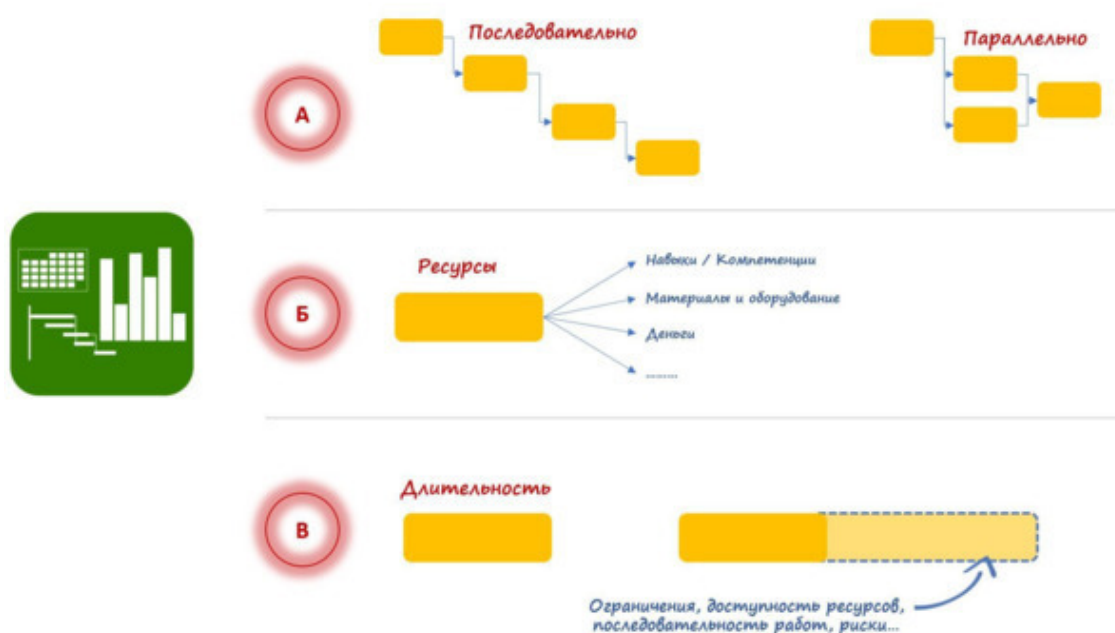 Последовательно
Параллельно
А
Ресурсы
Навыки / Компетенции
Материалы и оборудование
Деньги
.........
Б
Длительность
В
Ограничения, доступность ресурсов,
последовательность работ, риски...